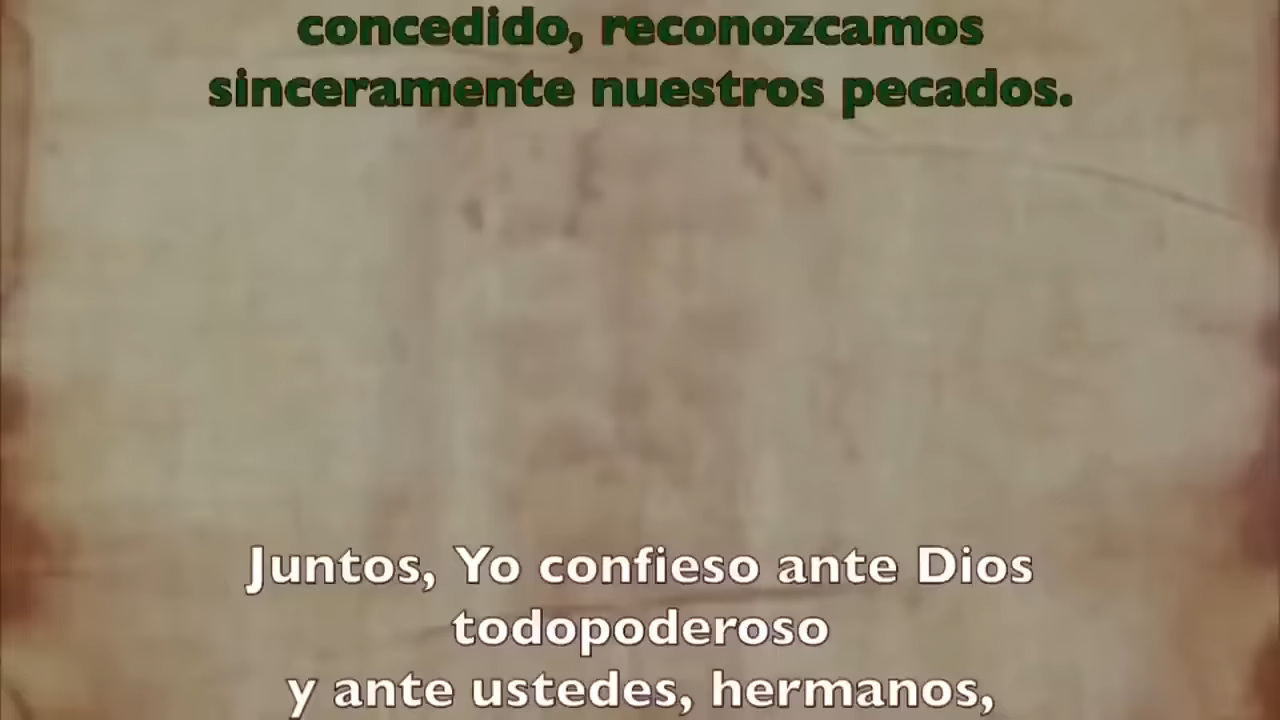 concedido, reconozcamos
sinceramente nuestros pecados.
Juntos, Yo confieso ante Dios
todopoderoso
y ante ustedes, hermanos,